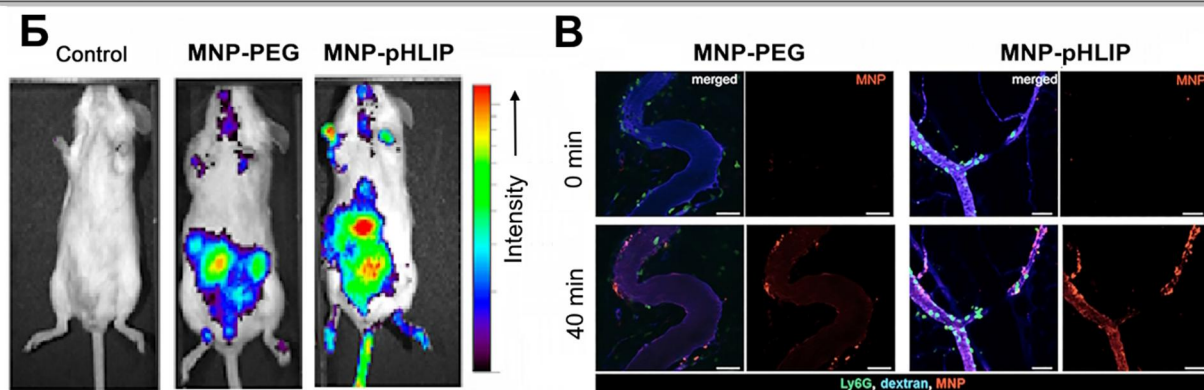 Б
Control
MNP-PEG
MNP-pHLIP
Intensity
В
MNP-PEG
MNP-pHLIP
merged
MNP
merged
MNP
0 min
40 min
Ly6G, dextran, MNP